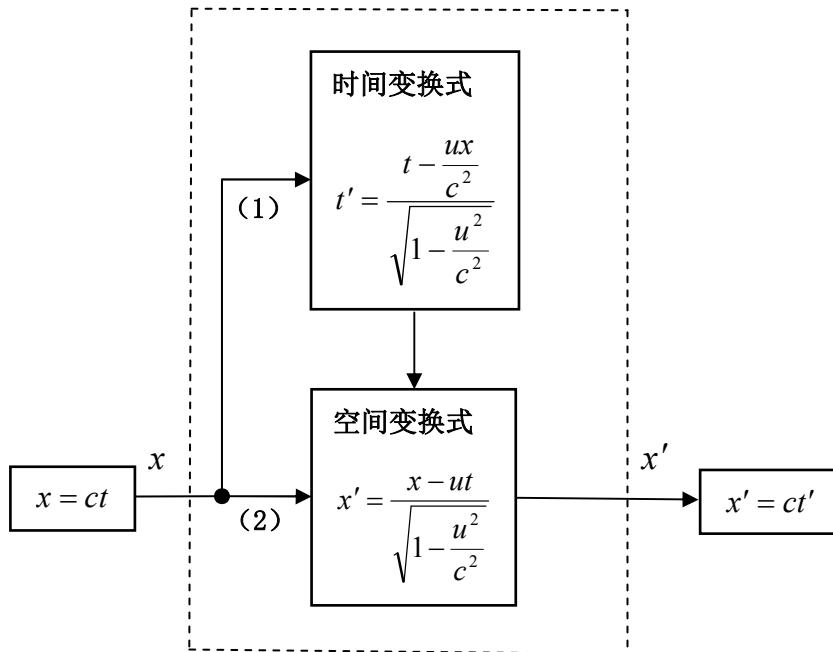 时间变换式
t′ = (t − ux/c²) / √(1 − u²/c²)
（1）
空间变换式
x
x = ct
（2）
x′ = (x − ut) / √(1 − u²/c²)
x′
x′ = ct′